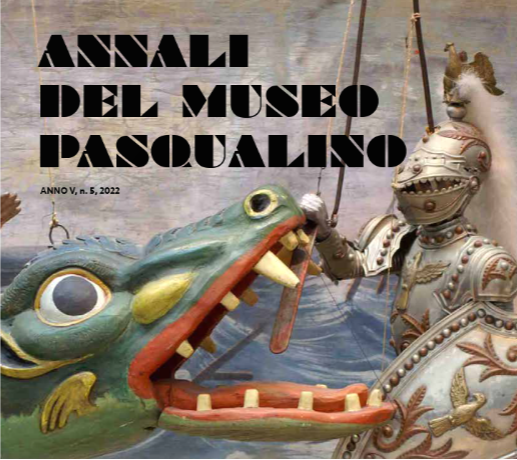 ANNALI
DEL MUSEO
PASQUALINO
ANNO V, n. 5, 2022